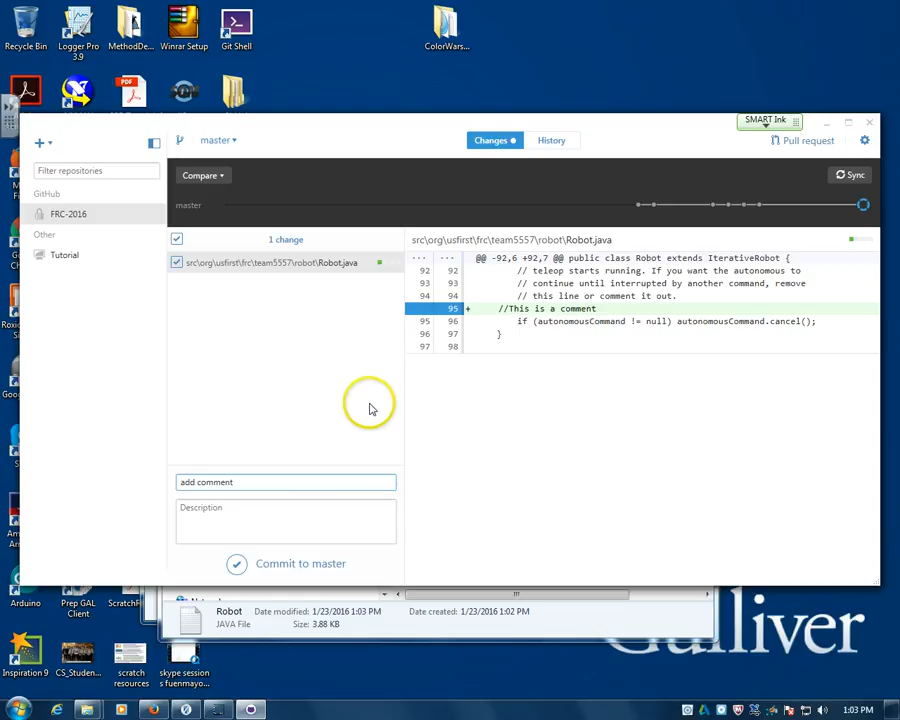 Recycle Bin
Logger Pro 3.9
MethodDe...
Winrar Setup
Git Shell
ColorWars...
PDF
SMART Ink
master
Changes
History
Pull request
Filter repositories
GitHub
FRC-2016
Other
Tutorial
Compare
Sync
master
1 change
src\org\usfirst\frc\team5557\robot\Robot.java
src\org\usfirst\frc\team5557\robot\Robot.java
... ... @@ -92,6 +92,7 @@ public class Robot extends IterativeRobot {
92 92 // teleop starts running. If you want the autonomous to
93 93 // continue until interrupted by another command, remove
94 94 // this line or comment it out.
95 + //This is a comment
95 96 if (autonomousCommand != null) autonomousCommand.cancel();
96 97 }
97 98
add comment
Description
Commit to master
Robot Date modified: 1/23/2016 1:03 PM Date created: 1/23/2016 1:02 PM
JAVA File Size: 3.88 KB
Gulliver
Arduino
Prep GAL Client
Inspiration 9
CS_Studen...
scratch resources
skype session s fuenmayo...
1:03 PM